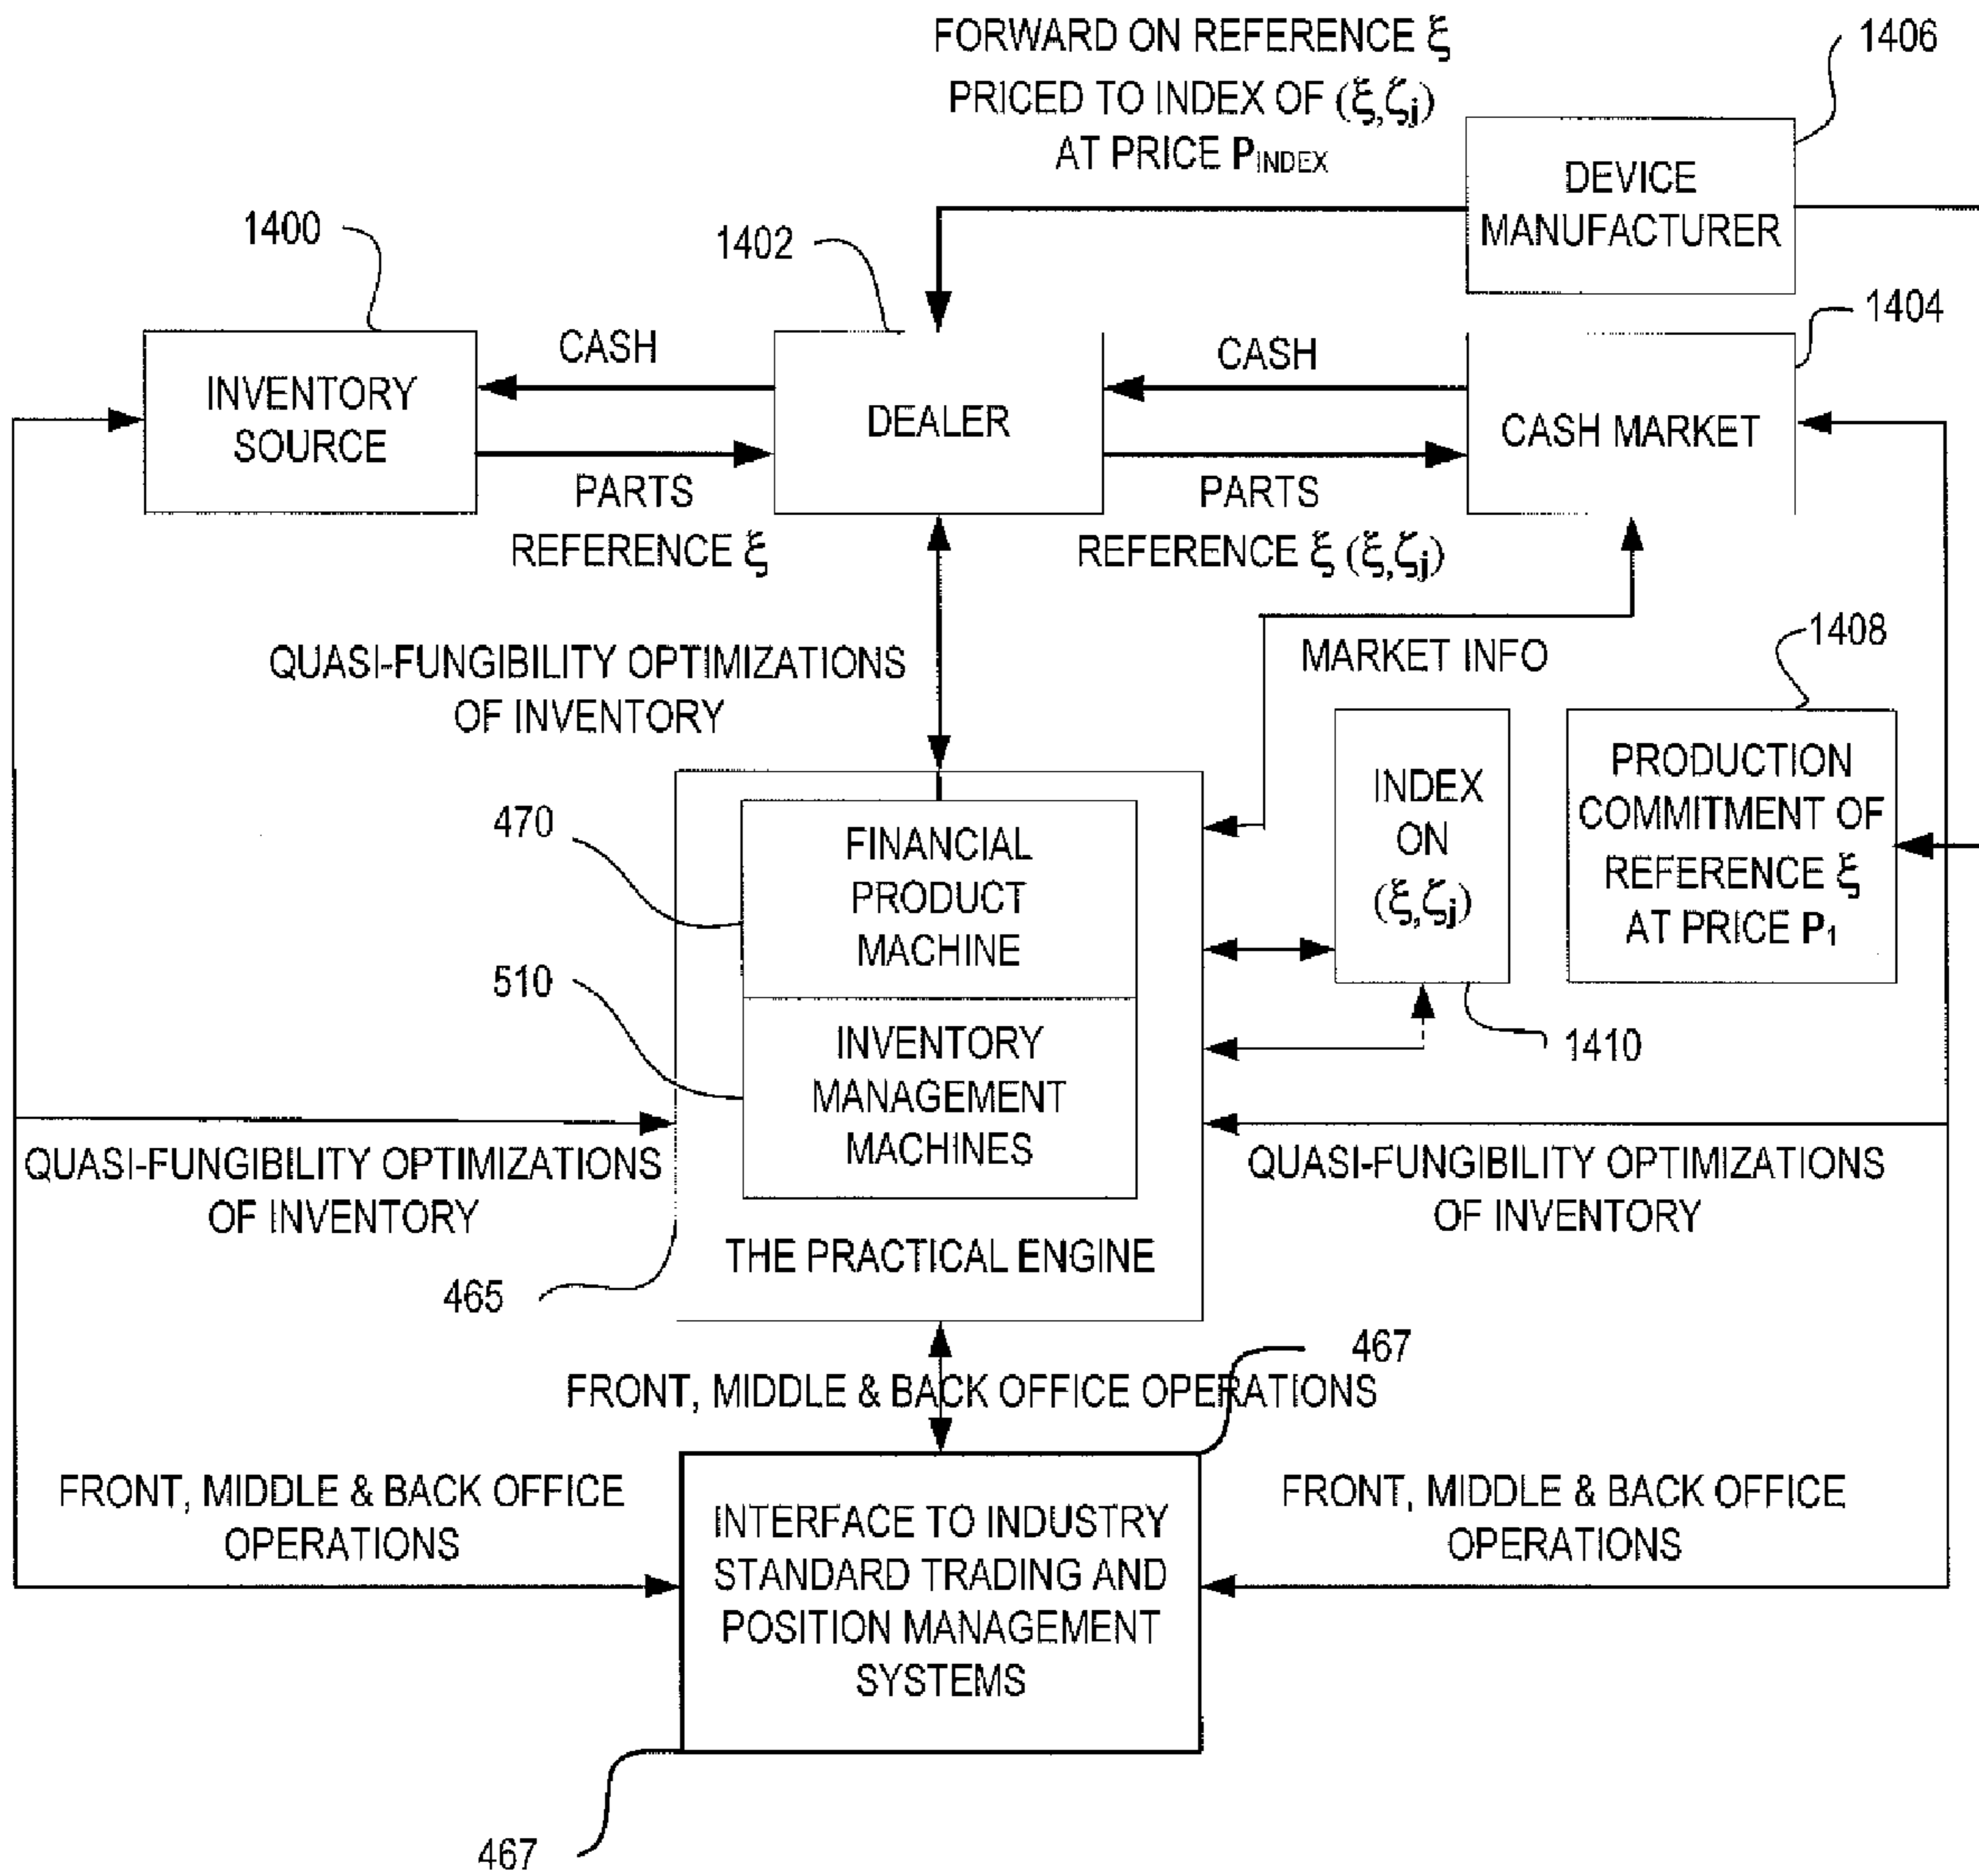 FORWARD ON REFERENCE ξ
PRICED TO INDEX OF (ξ,ζj)
AT PRICE PINDEX
1406
DEVICE
MANUFACTURER
1400
1402
1404
INVENTORY
SOURCE
CASH
PARTS
REFERENCE ξ
DEALER
CASH
PARTS
REFERENCE ξ (ξ,ζj)
CASH MARKET
QUASI-FUNGIBILITY OPTIMIZATIONS
OF INVENTORY
MARKET INFO
1408
470
FINANCIAL
PRODUCT
MACHINE
INDEX
ON
(ξ,ζj)
PRODUCTION
COMMITMENT OF
REFERENCE ξ
AT PRICE P1
510
INVENTORY
MANAGEMENT
MACHINES
1410
QUASI-FUNGIBILITY OPTIMIZATIONS
OF INVENTORY
QUASI-FUNGIBILITY OPTIMIZATIONS
OF INVENTORY
THE PRACTICAL ENGINE
465
467
FRONT, MIDDLE & BACK OFFICE OPERATIONS
FRONT, MIDDLE & BACK OFFICE
OPERATIONS
INTERFACE TO INDUSTRY
STANDARD TRADING AND
POSITION MANAGEMENT
SYSTEMS
FRONT, MIDDLE & BACK OFFICE
OPERATIONS
467